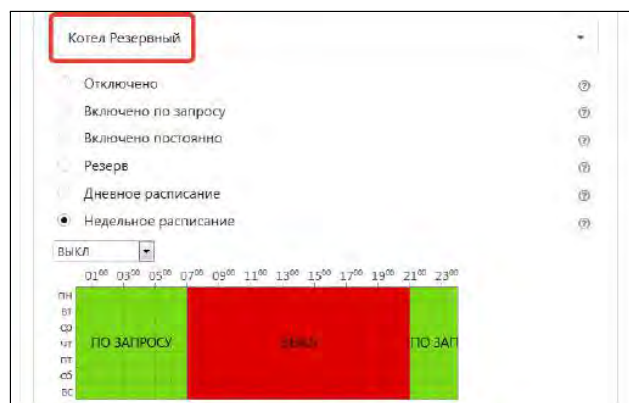 Котел Резервный
Отключено
Включено по запросу
Включено постоянно
Резерв
Дневное расписание
Недельное расписание
ВЫКЛ
01⁰⁰ 03⁰⁰ 05⁰⁰ 07⁰⁰ 09⁰⁰ 11⁰⁰ 13⁰⁰ 15⁰⁰ 17⁰⁰ 19⁰⁰ 21⁰⁰ 23⁰⁰
пн
вт
ср
чт ПО ЗАПРОСУ ВЫКЛ ПО ЗАП
пт
сб
вс